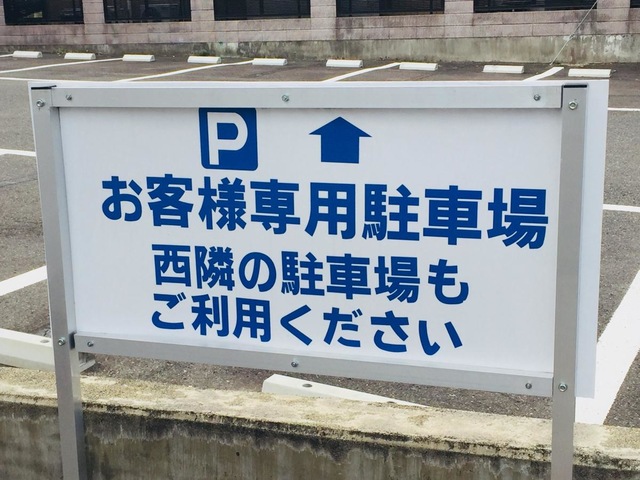 P
お客様専用駐車場
西隣の駐車場も
ご利用ください